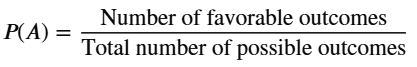 P(A) = Number of favorable outcomes / Total number of possible outcomes